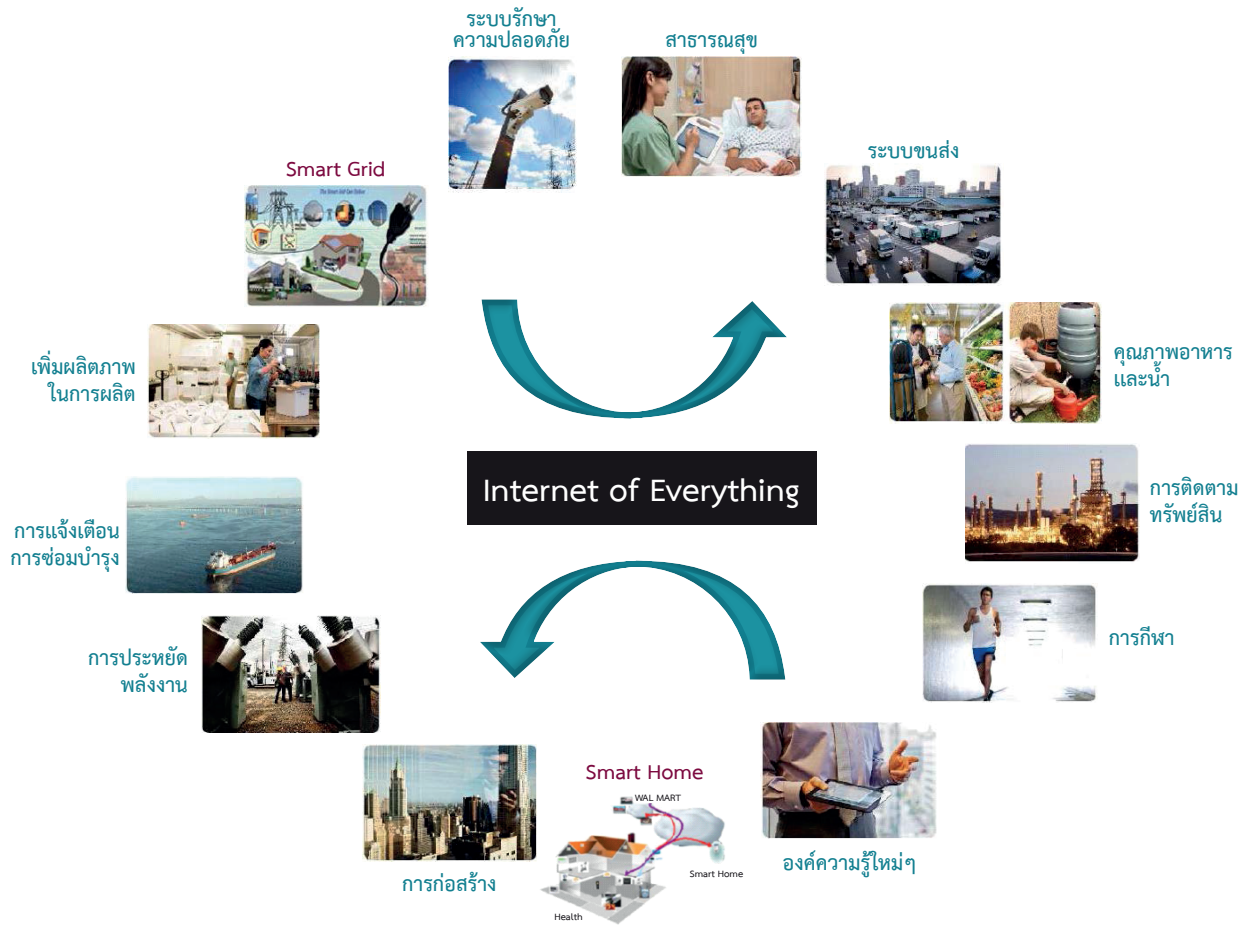 ระบบรักษา
ความปลอดภัย
สาธารณสุข
ระบบขนส่ง
Smart Grid
คุณภาพอาหาร
และน้ำ
เพิ่มผลิตภาพ
ในการผลิต
Internet of Everything
การติดตาม
ทรัพย์สิน
การแจ้งเตือน
การซ่อมบำรุง
การกีฬา
การประหยัด
พลังงาน
Smart Home
WAL MART
Smart Home
Health
องค์ความรู้ใหม่ๆ
การก่อสร้าง